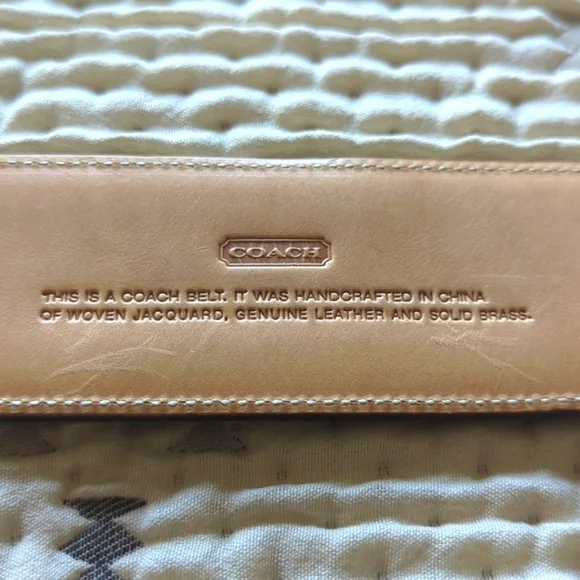 COACH
THIS IS A COACH BELT. IT WAS HANDCRAFTED IN CHINA
OF WOVEN JACQUARD, GENUINE LEATHER AND SOLID BRASS.